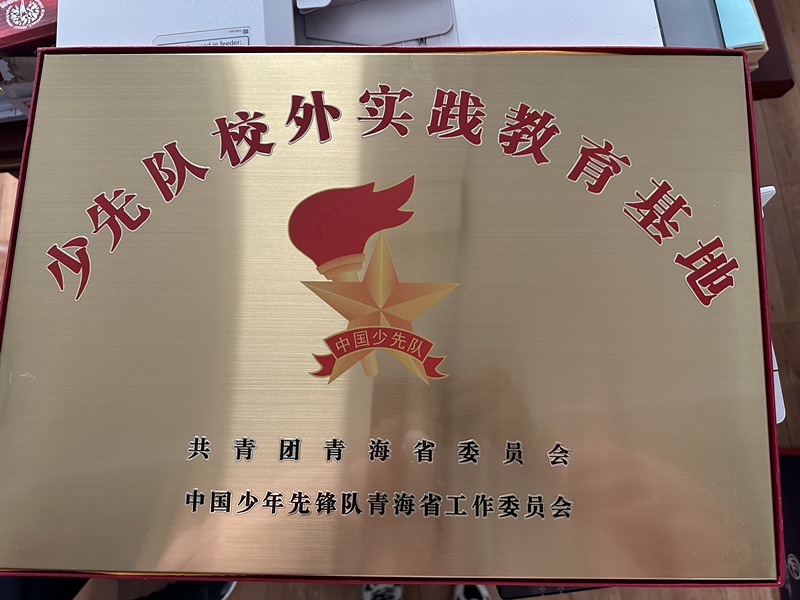 少先队校外实践教育基地
中国少先队
共青团青海省委员会
中国少年先锋队青海省工作委员会